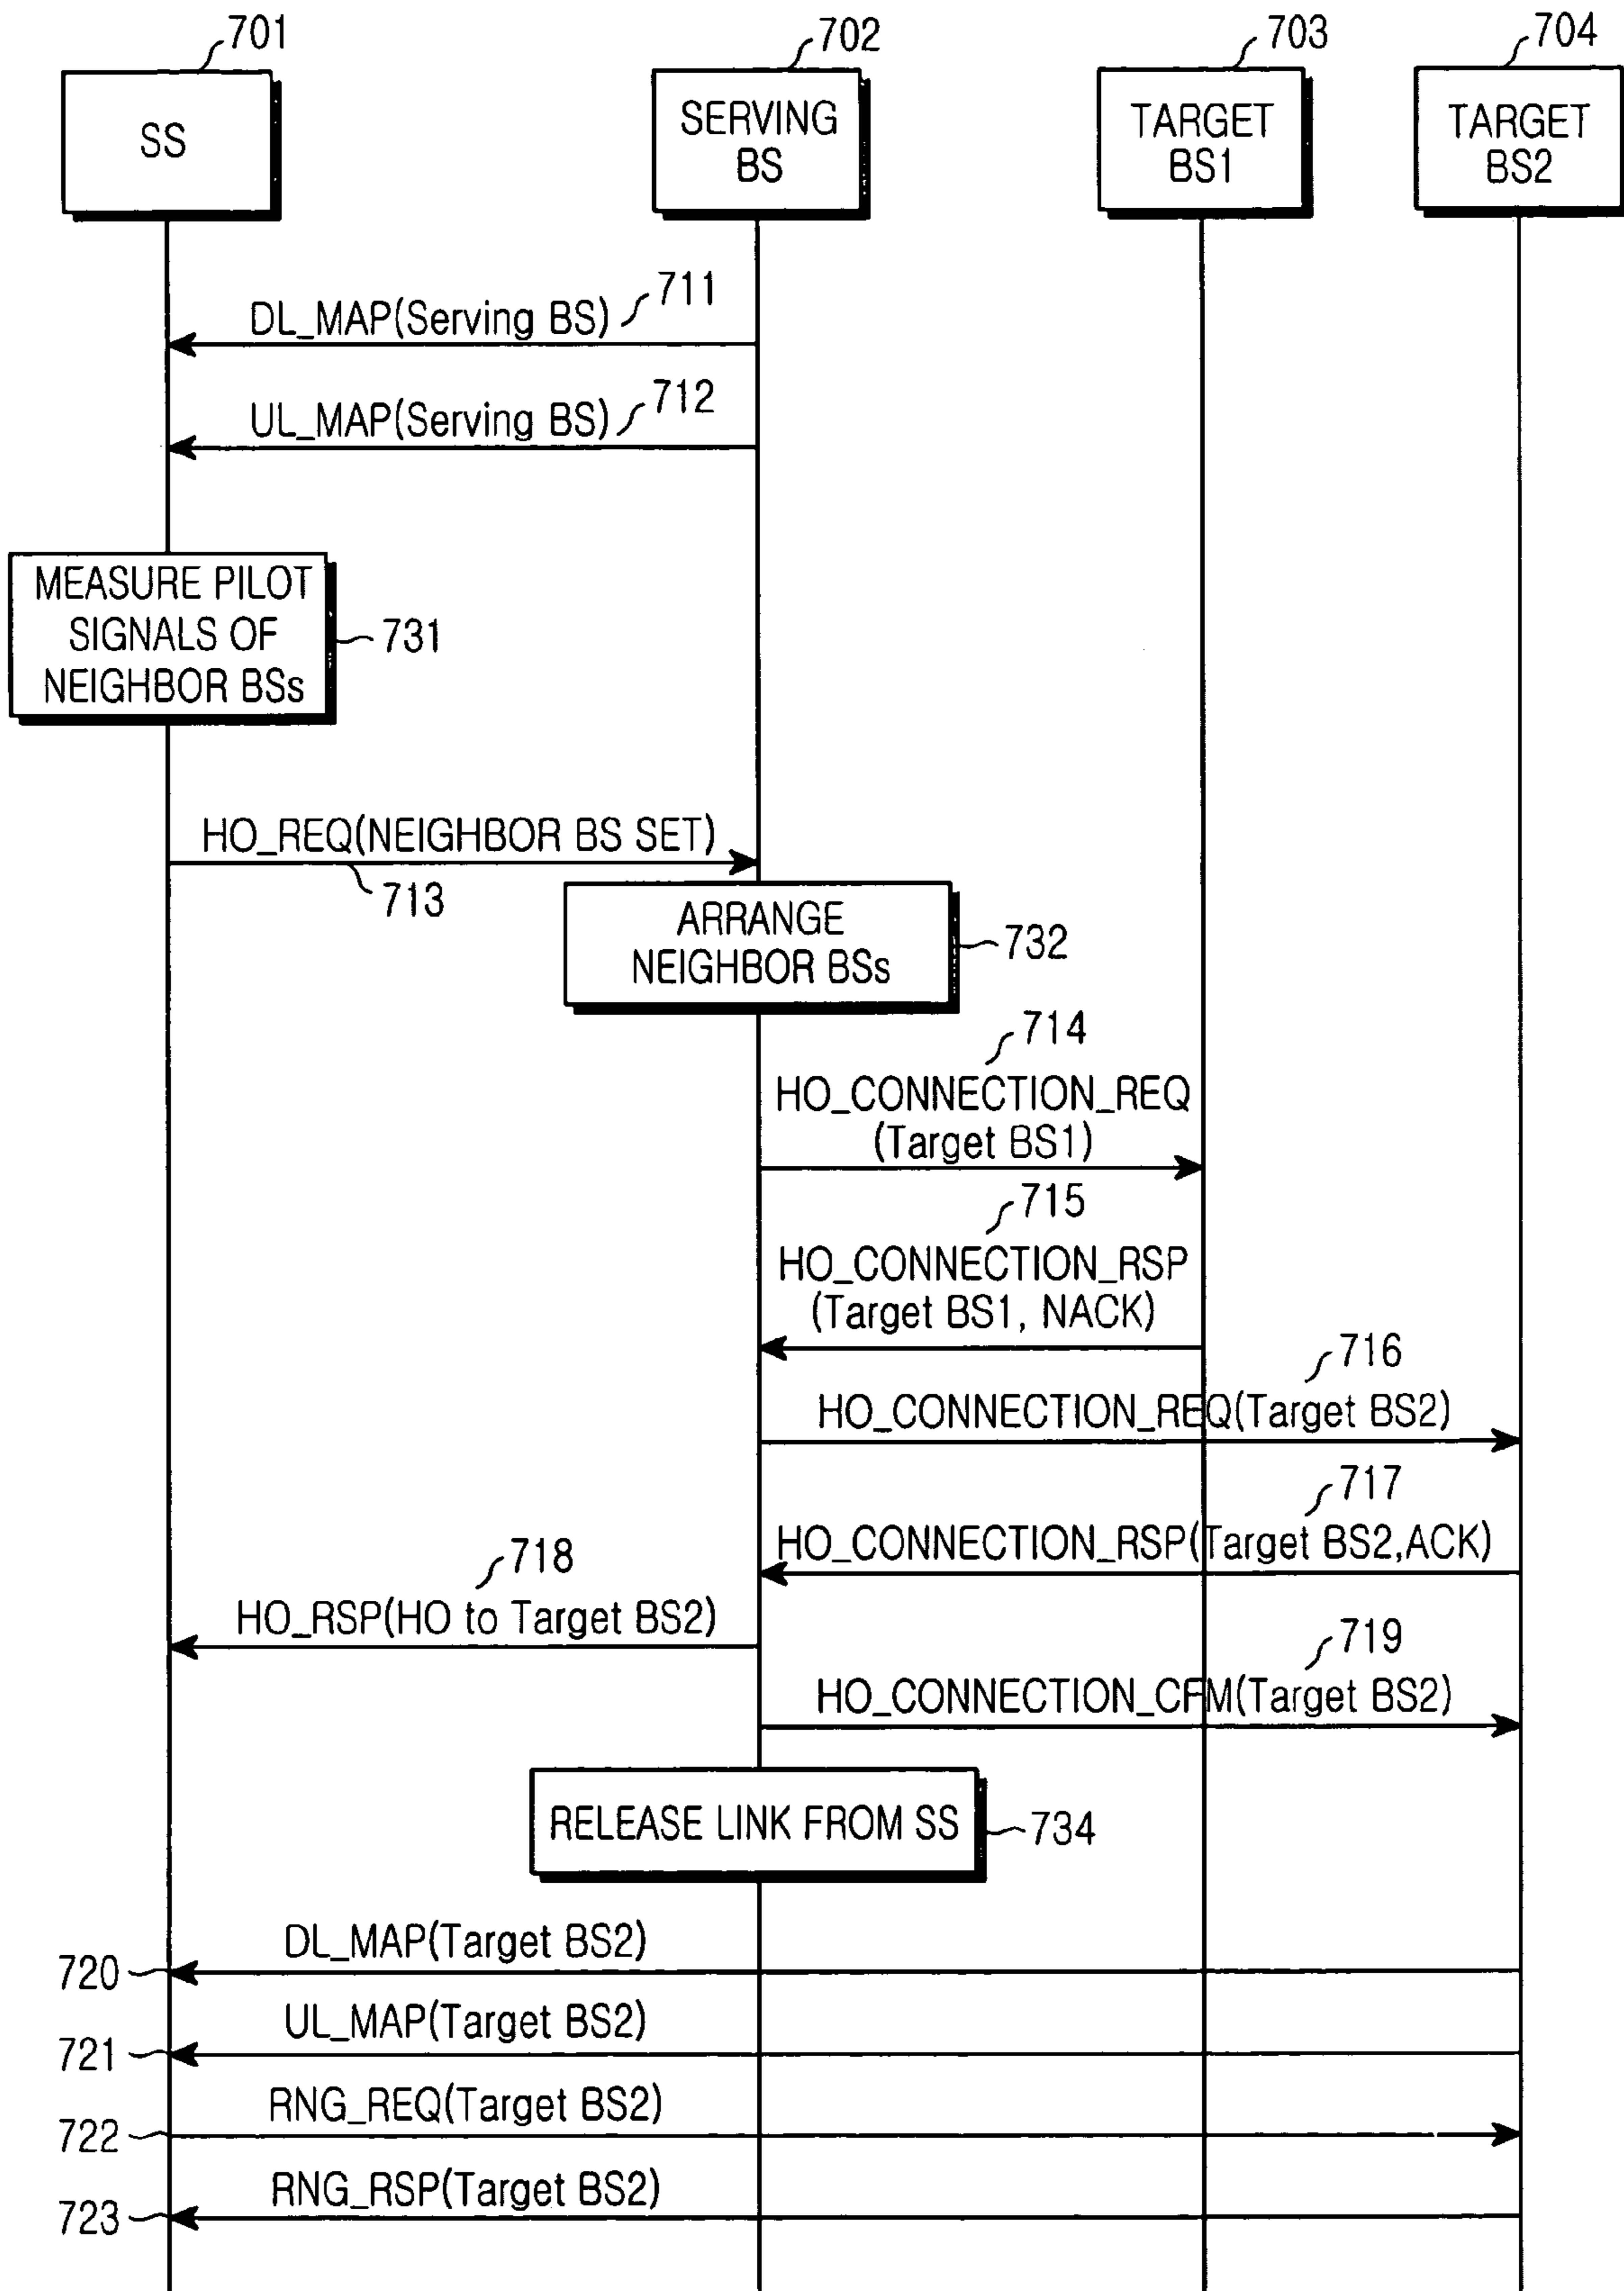 701
702
703
704
SS
SERVING
BS
TARGET
BS1
TARGET
BS2
711
DL_MAP(Serving BS)
712
UL_MAP(Serving BS)
MEASURE PILOT
SIGNALS OF
NEIGHBOR BSs
731
HO_REQ(NEIGHBOR BS SET)
713
ARRANGE
NEIGHBOR BSs
732
714
HO_CONNECTION_REQ
(Target BS1)
715
HO_CONNECTION_RSP
(Target BS1, NACK)
716
HO_CONNECTION_REQ(Target BS2)
717
HO_CONNECTION_RSP(Target BS2,ACK)
718
HO_RSP(HO to Target BS2)
719
HO_CONNECTION_CFM(Target BS2)
RELEASE LINK FROM SS
734
DL_MAP(Target BS2)
720
UL_MAP(Target BS2)
721
RNG_REQ(Target BS2)
722
RNG_RSP(Target BS2)
723